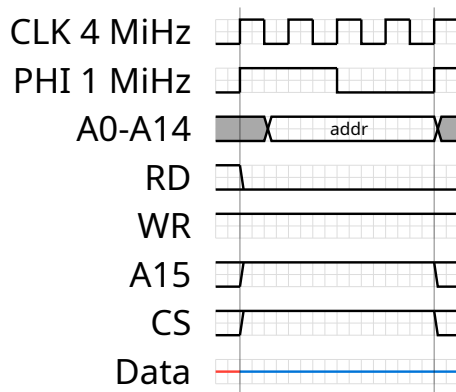 CLK 4 MiHz
PHI 1 MiHz
A0-A14
addr
RD
WR
A15
CS
Data